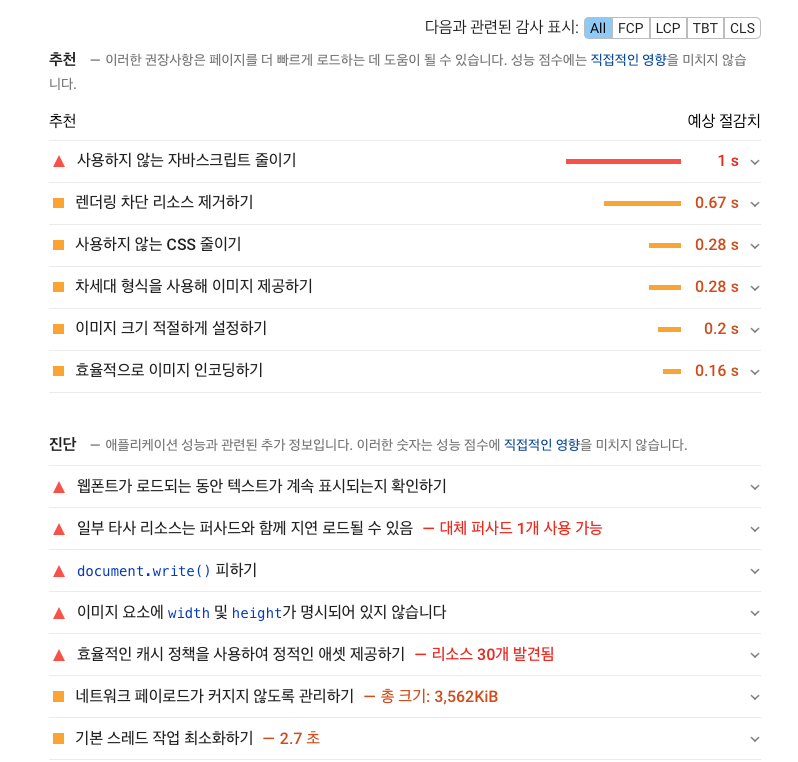 다음과 관련된 감사 표시: All FCP LCP TBT CLS
추천 — 이러한 권장사항은 페이지를 더 빠르게 로드하는 데 도움이 될 수 있습니다. 성능 점수에는 직접적인 영향을 미치지 않습
니다.
추천 예상 절감치
사용하지 않는 자바스크립트 줄이기 1 s
렌더링 차단 리소스 제거하기 0.67 s
사용하지 않는 CSS 줄이기 0.28 s
차세대 형식을 사용해 이미지 제공하기 0.28 s
이미지 크기 적절하게 설정하기 0.2 s
효율적으로 이미지 인코딩하기 0.16 s
진단 — 애플리케이션 성능과 관련된 추가 정보입니다. 이러한 숫자는 성능 점수에 직접적인 영향을 미치지 않습니다.
웹폰트가 로드되는 동안 텍스트가 계속 표시되는지 확인하기
일부 타사 리소스는 퍼사드와 함께 지연 로드될 수 있음 — 대체 퍼사드 1개 사용 가능
document.write() 피하기
이미지 요소에 width 및 height가 명시되어 있지 않습니다
효율적인 캐시 정책을 사용하여 정적인 애셋 제공하기 — 리소스 30개 발견됨
네트워크 페이로드가 커지지 않도록 관리하기 — 총 크기: 3,562KiB
기본 스레드 작업 최소화하기 — 2.7 초